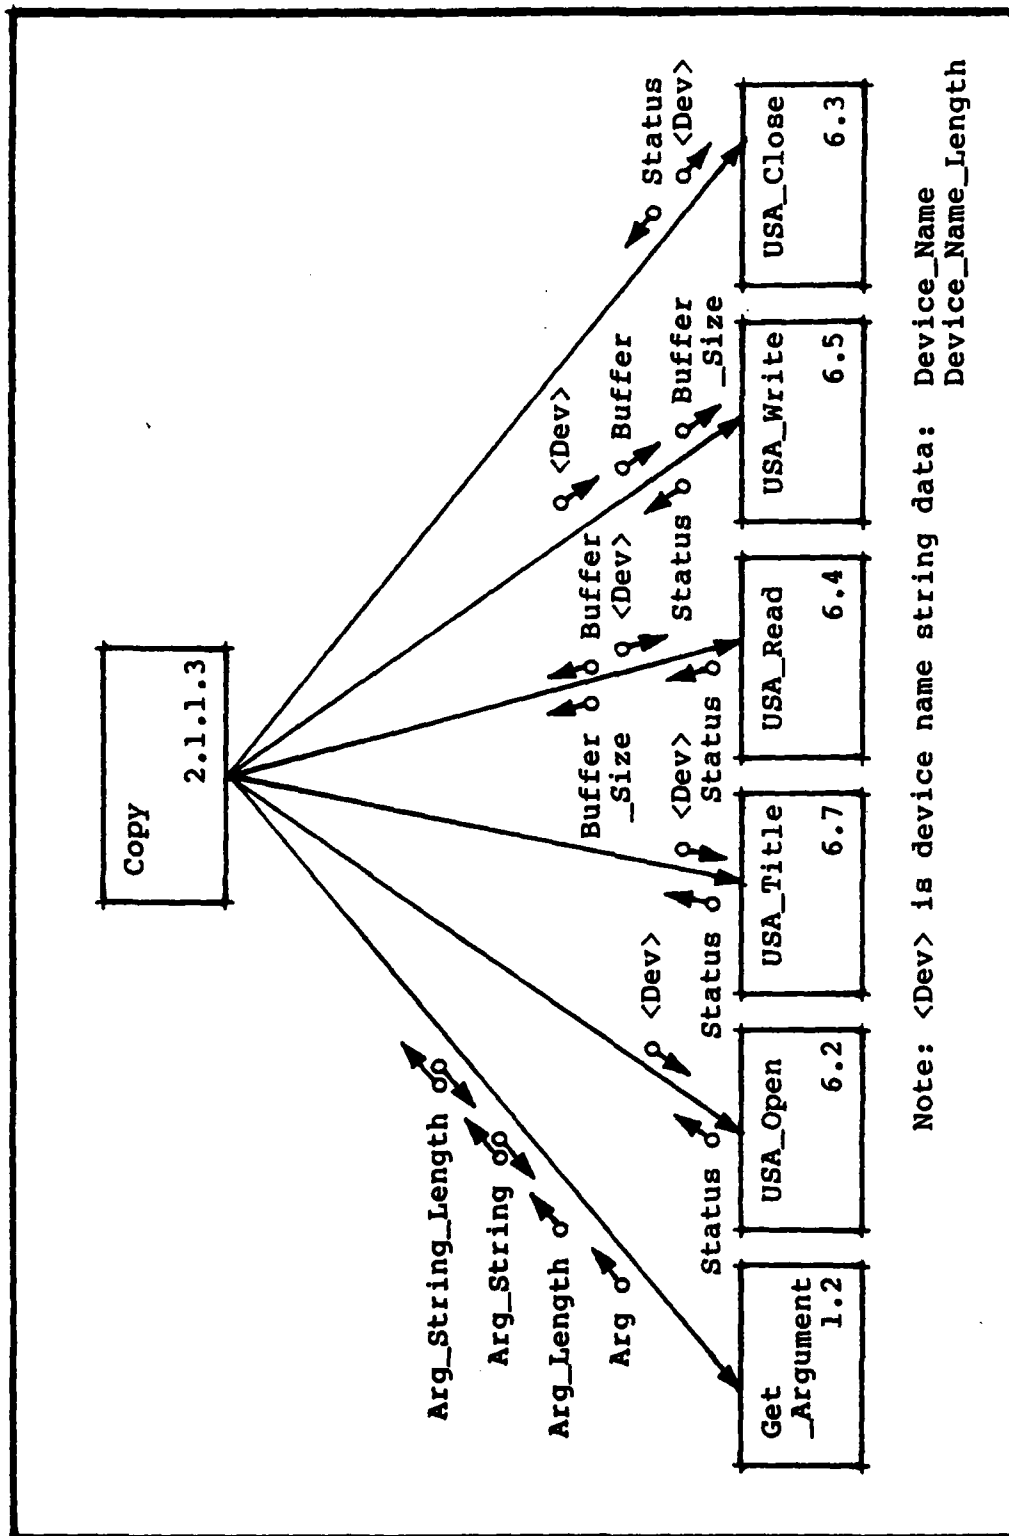 Copy
2.1.1.3
Arg_String_Length
Arg_String
Arg_Length
Arg
Status
<Dev>
Status
<Dev>
Buffer
_Size
Buffer
<Dev>
Status
Status
<Dev>
Buffer
Buffer
_Size
Status
<Dev>
Get
_Argument
1.2
USA_Open
6.2
USA_Title
6.7
USA_Read
6.4
USA_Write
6.5
USA_Close
6.3
Note: <Dev> is device name string data: Device_Name
Device_Name_Length